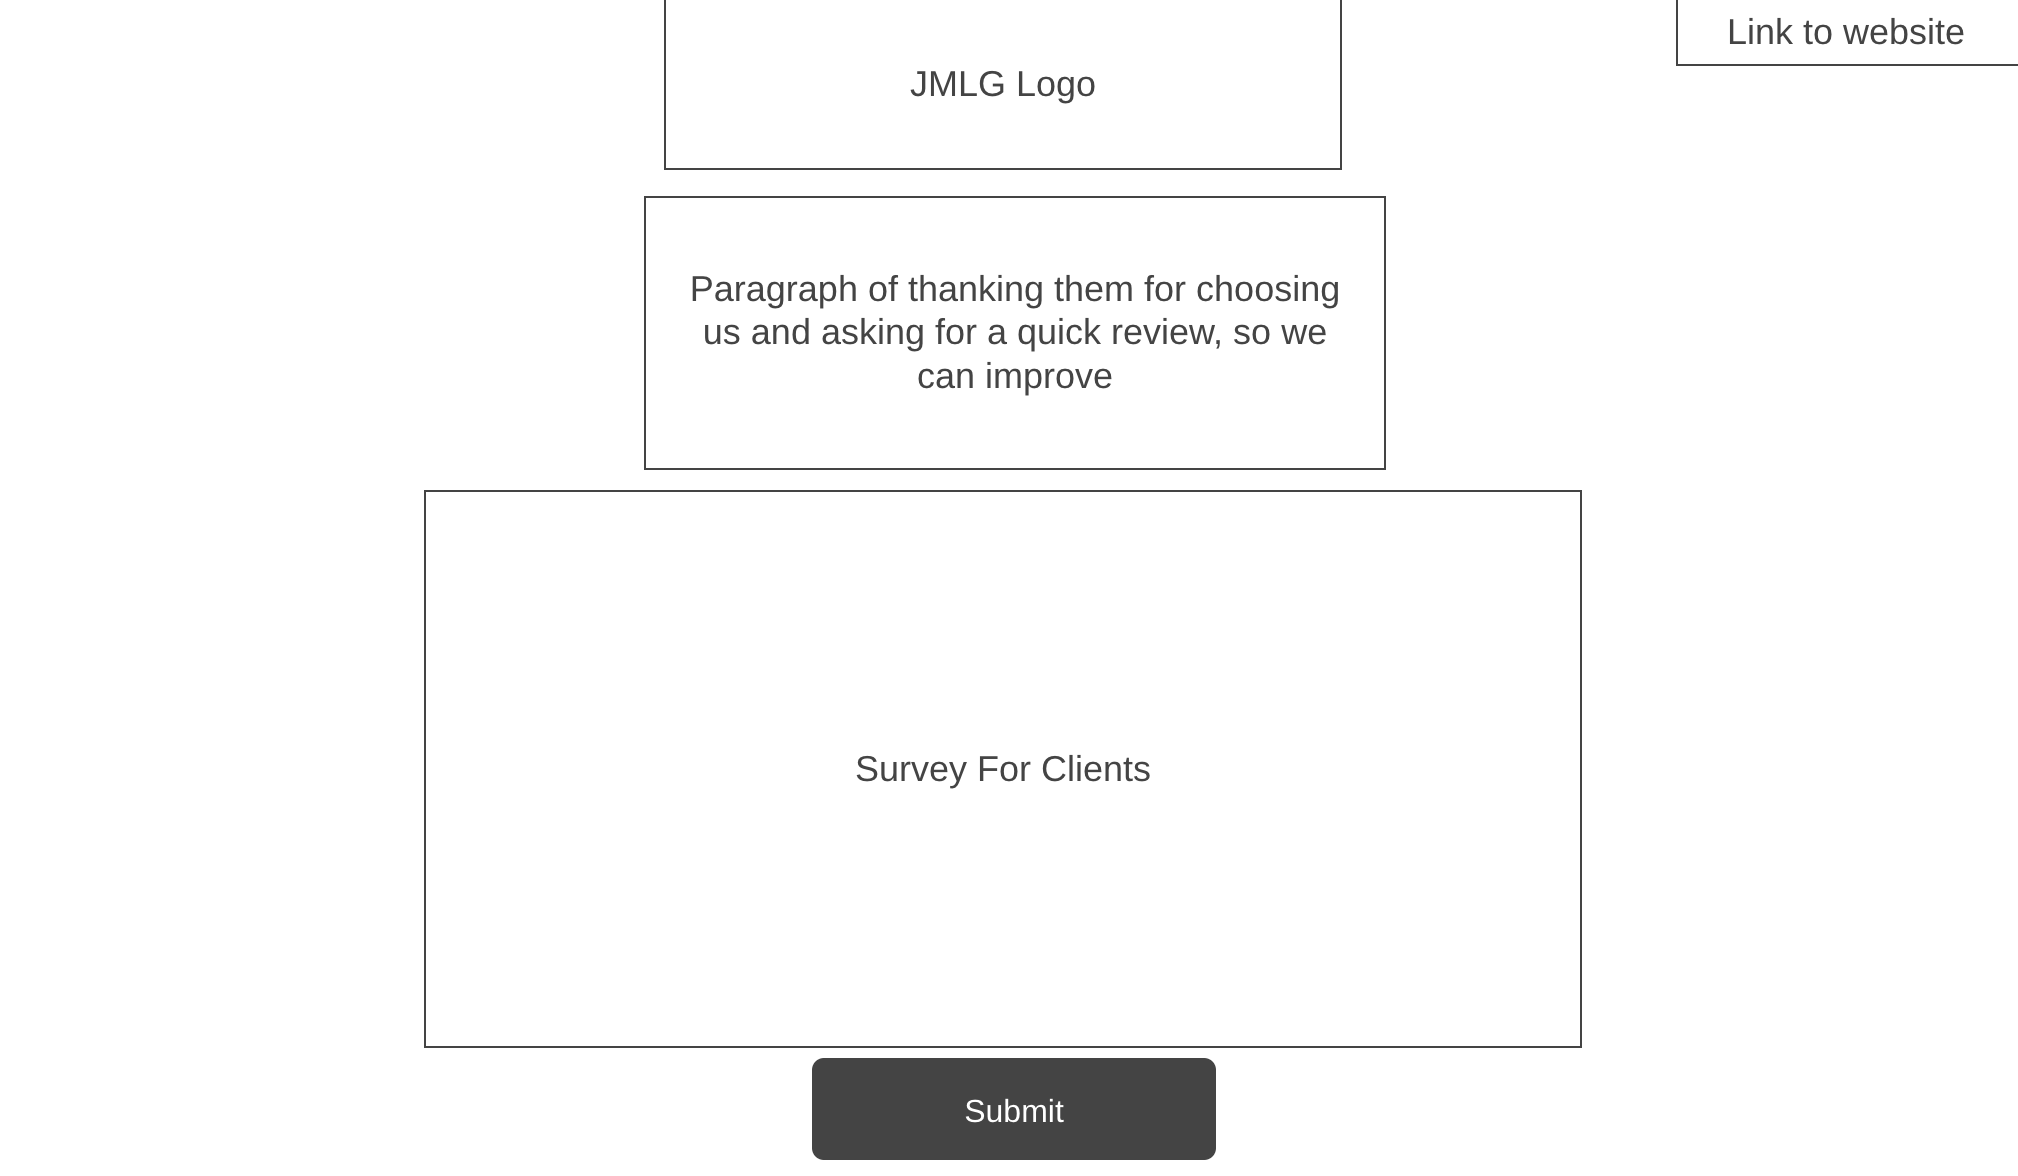 Link to website
JMLG Logo
Paragraph of thanking them for choosing
us and asking for a quick review, so we
can improve
Survey For Clients
Submit